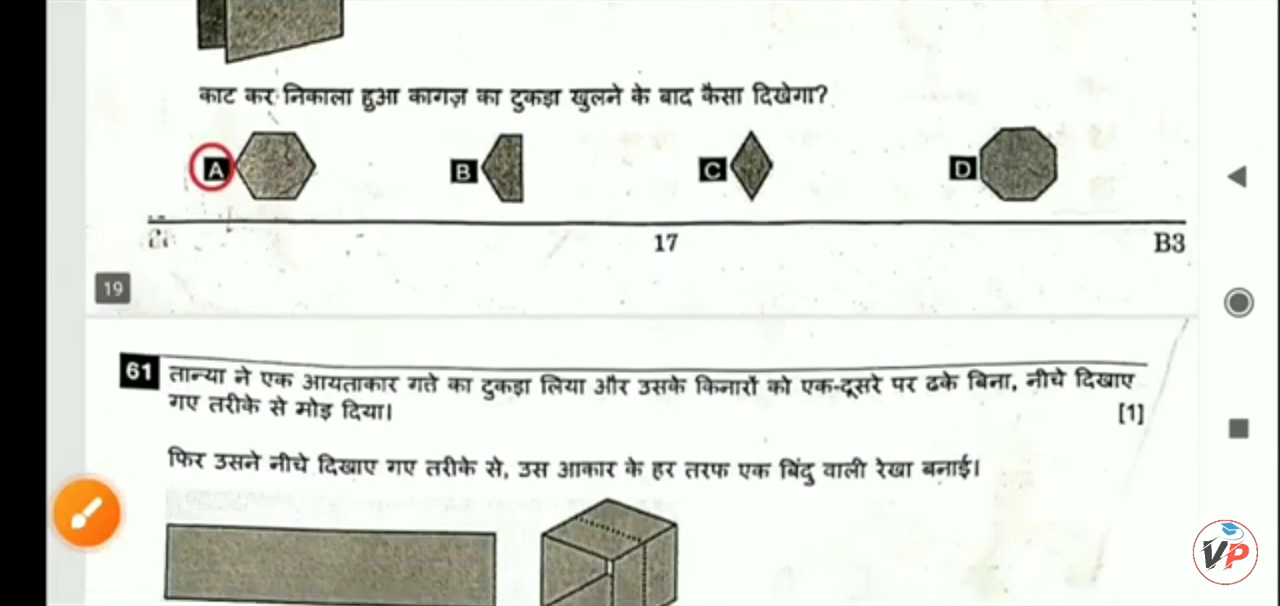 काट कर निकाला हुआ कागज़ का टुकड़ा खुलने के बाद कैसा दिखेगा?
A B C D
17 B3
19
61 तान्या ने एक आयताकार गते का टुकड़ा लिया और उसके किनारों को एक-दूसरे पर ढके बिना, नीचे दिखाए
गए तरीके से मोड़ दिया। [1]
फिर उसने नीचे दिखाए गए तरीके से, उस आकार के हर तरफ एक बिंदु वाली रेखा बनाई।
VP